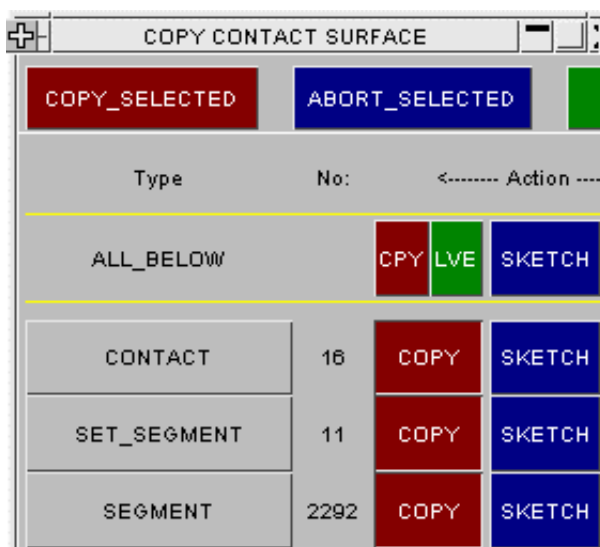 COPY CONTACT SURFACE
COPY_SELECTED ABORT_SELECTED
Type No: <-------- Action ----
ALL_BELOW CPY LVE SKETCH
CONTACT 16 COPY SKETCH
SET_SEGMENT 11 COPY SKETCH
SEGMENT 2292 COPY SKETCH